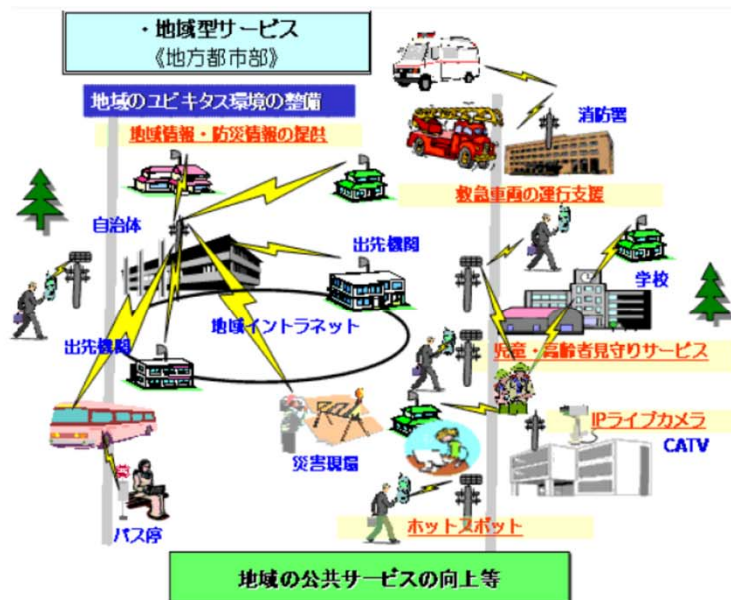 ・地域型サービス
《地方都市部》
地域のユビキタス環境の整備
地域情報・防災情報の提供
消防署
救急車両の運行支援
自治体
出先機関
学校
地域イントラネット
出先機関
児童・高齢者見守りサービス
IPライブカメラ
CATV
災害現場
バス停
ホットスポット
地域の公共サービスの向上等